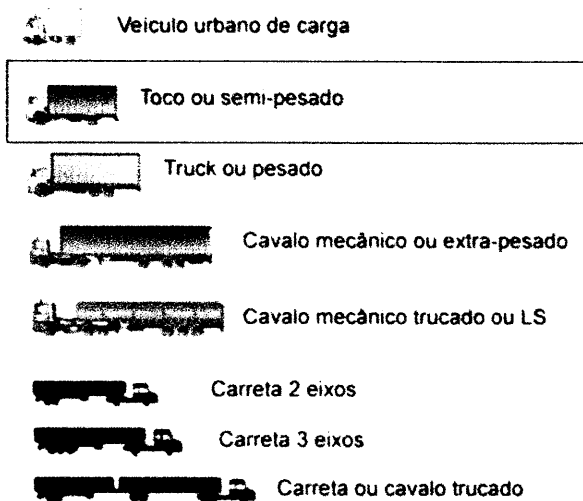 Veiculo urbano de carga
Toco ou semi-pesado
Truck ou pesado
Cavalo mecânico ou extra-pesado
Cavalo mecânico trucado ou LS
Carreta 2 eixos
Carreta 3 eixos
Carreta ou cavalo trucado